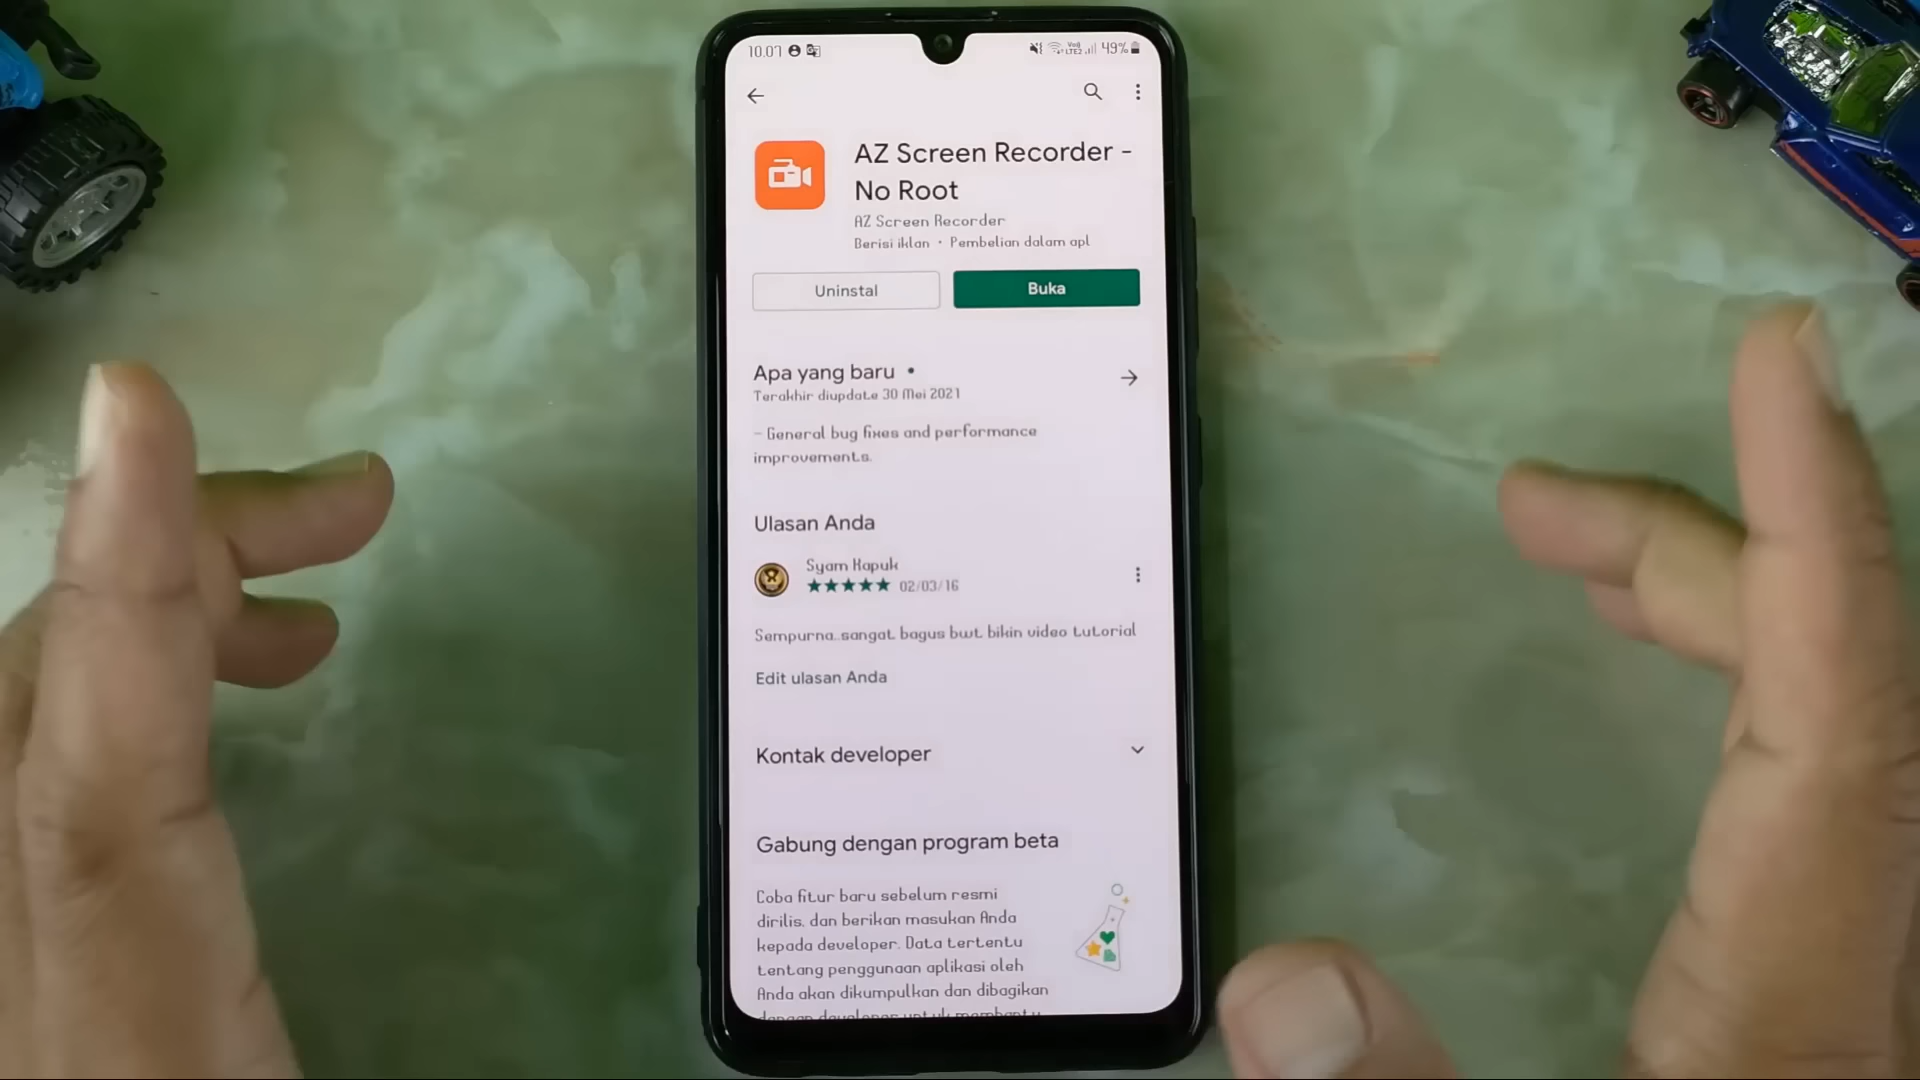 10.07
49%
AZ Screen Recorder -
No Root
AZ Screen Recorder
Berisi iklan • Pembelian dalam apl
Uninstal
Buka
Apa yang baru •
Terakhir diupdate 30 Mei 2021
- General bug fixes and performance
improvements.
Ulasan Anda
Syam Kapuk
02/03/16
Sempurna..sangat bagus bwt bikin video tutorial
Edit ulasan Anda
Kontak developer
Gabung dengan program beta
Coba fitur baru sebelum resmi
dirilis, dan berikan masukan Anda
kepada developer. Data tertentu
tentang penggunaan aplikasi oleh
Anda akan dikumpulkan dan dibagikan